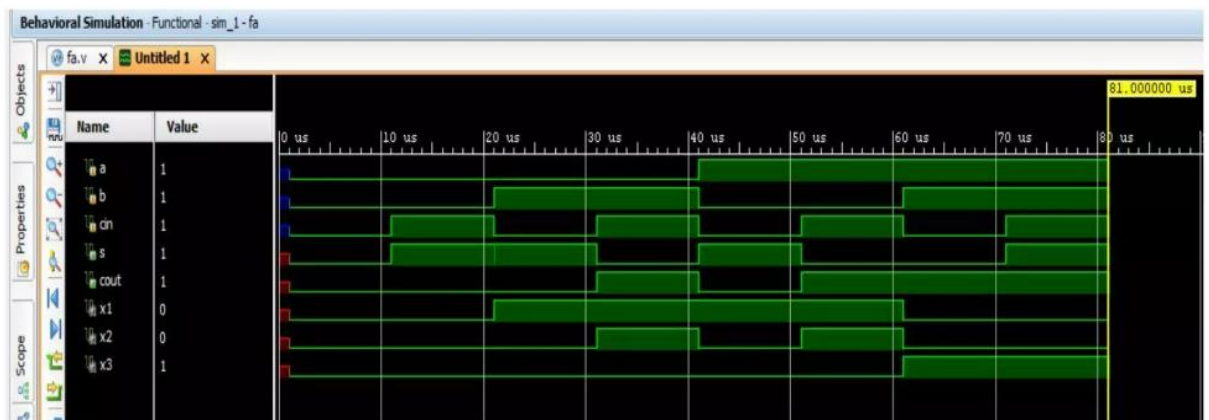 Behavioral Simulation - Functional - sim_1 - fa
fa.v X Untitled 1 X
Objects
Properties
Scope
81.000000 us
Name Value
0 us 10 us 20 us 30 us 40 us 50 us 60 us 70 us 80 us
a 1
b 1
cin 1
s 1
cout 1
x1 0
x2 0
x3 1